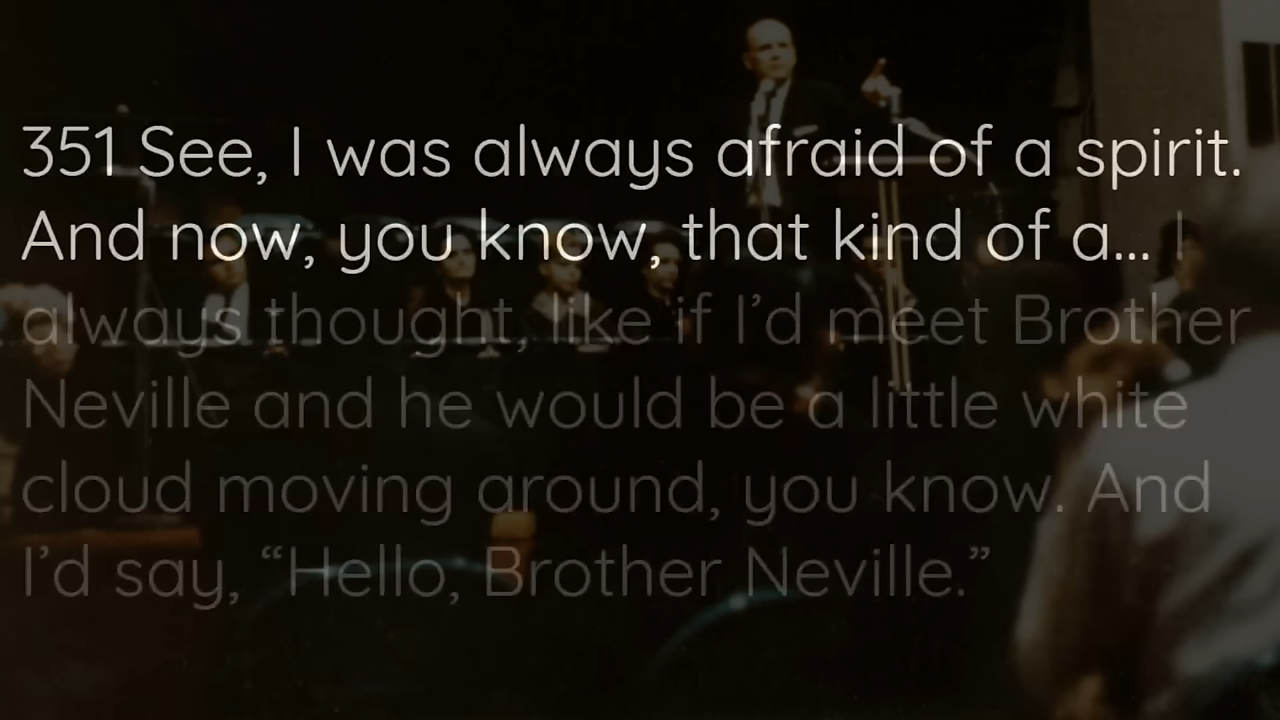 351 See, I was always afraid of a spirit.
And now, you know, that kind of a... I
always thought, like if I’d meet Brother
Neville and he would be a little white
cloud moving around, you know. And
I’d say, “Hello, Brother Neville.”